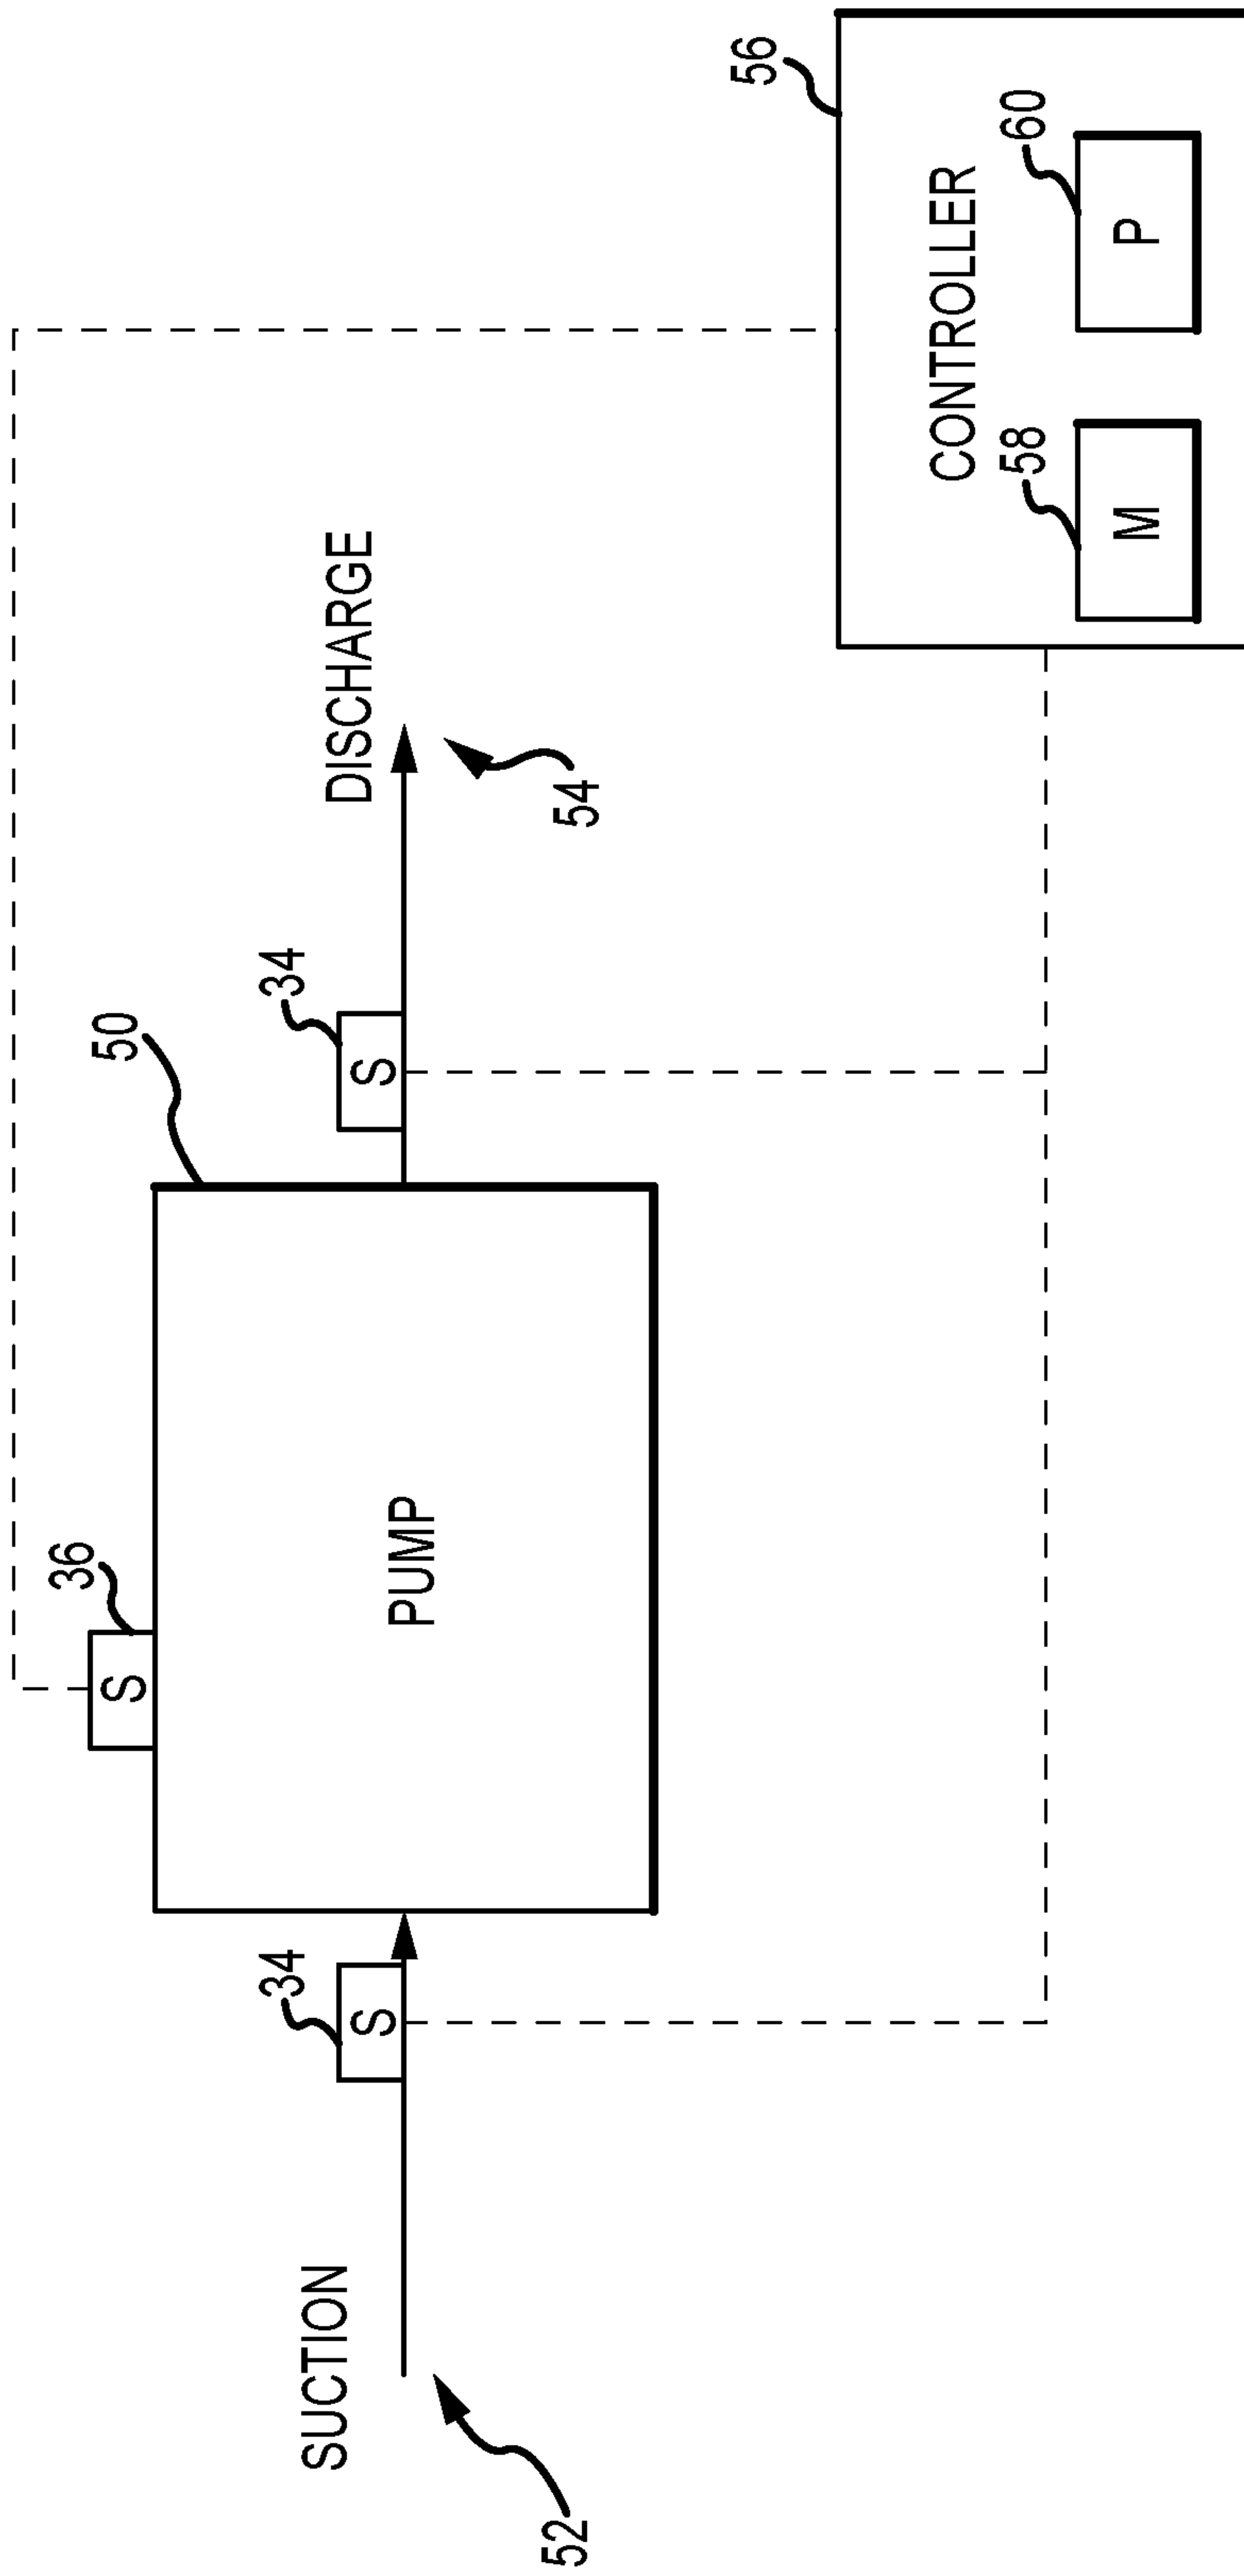 SUCTION
52
34
S
36
S
PUMP
50
34
S
DISCHARGE
54
56
CONTROLLER
58
M
60
P